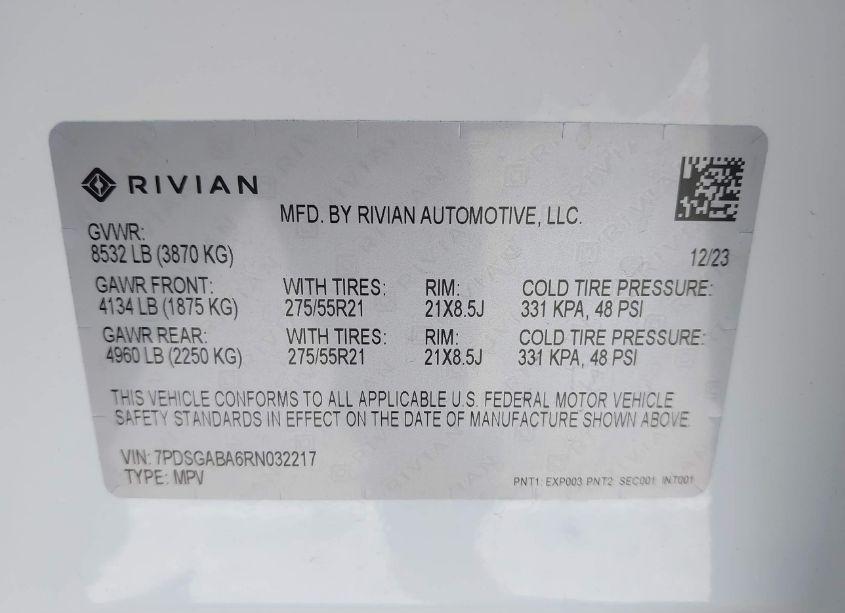 RIVIAN
MFD. BY RIVIAN AUTOMOTIVE, LLC.
GVWR:
8532 LB (3870 KG) 12/23
GAWR FRONT: WITH TIRES: RIM: COLD TIRE PRESSURE:
4134 LB (1875 KG) 275/55R21 21X8.5J 331 KPA, 48 PSI
GAWR REAR: WITH TIRES: RIM: COLD TIRE PRESSURE:
4960 LB (2250 KG) 275/55R21 21X8.5J 331 KPA, 48 PSI
THIS VEHICLE CONFORMS TO ALL APPLICABLE U.S. FEDERAL MOTOR VEHICLE
SAFETY STANDARDS IN EFFECT ON THE DATE OF MANUFACTURE SHOWN ABOVE.
VIN: 7PDSGABA6RN032217
TYPE: MPV PNT1: EXP003 PNT2: SEC001 INT001